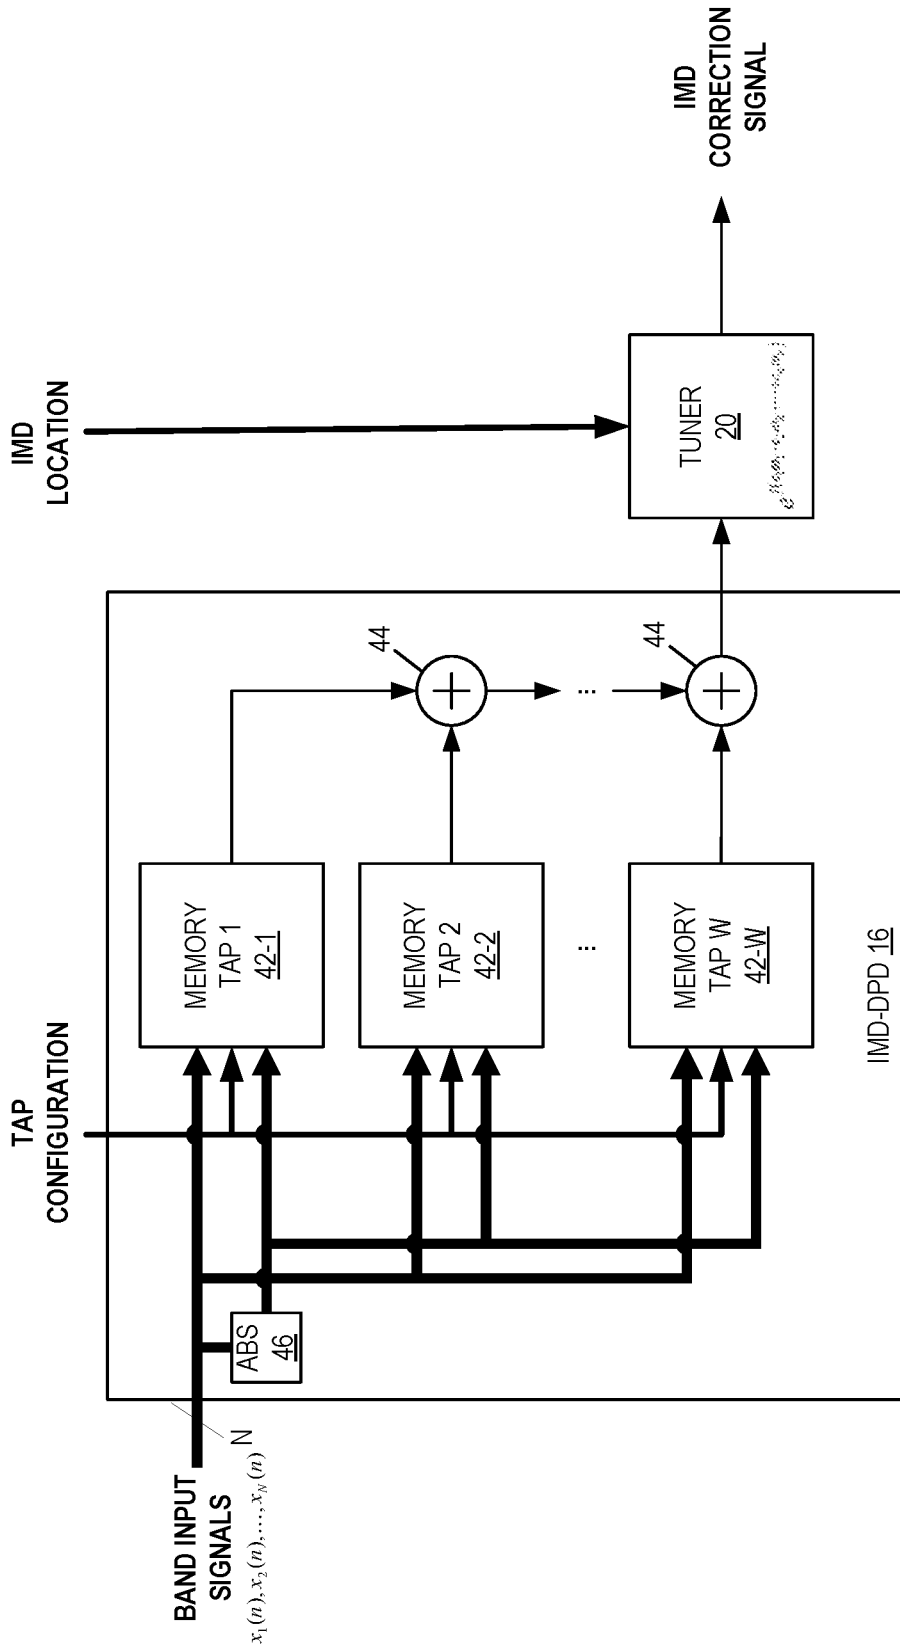 BAND INPUT
SIGNALS
x₁(n), x₂(n), ..., x_N(n)
N
TAP
CONFIGURATION
IMD
LOCATION
ABS
46
MEMORY
TAP 1
42-1
MEMORY
TAP 2
42-2
...
MEMORY
TAP W
42-W
44
...
44
TUNER
20
IMD
CORRECTION
SIGNAL
IMD-DPD 16